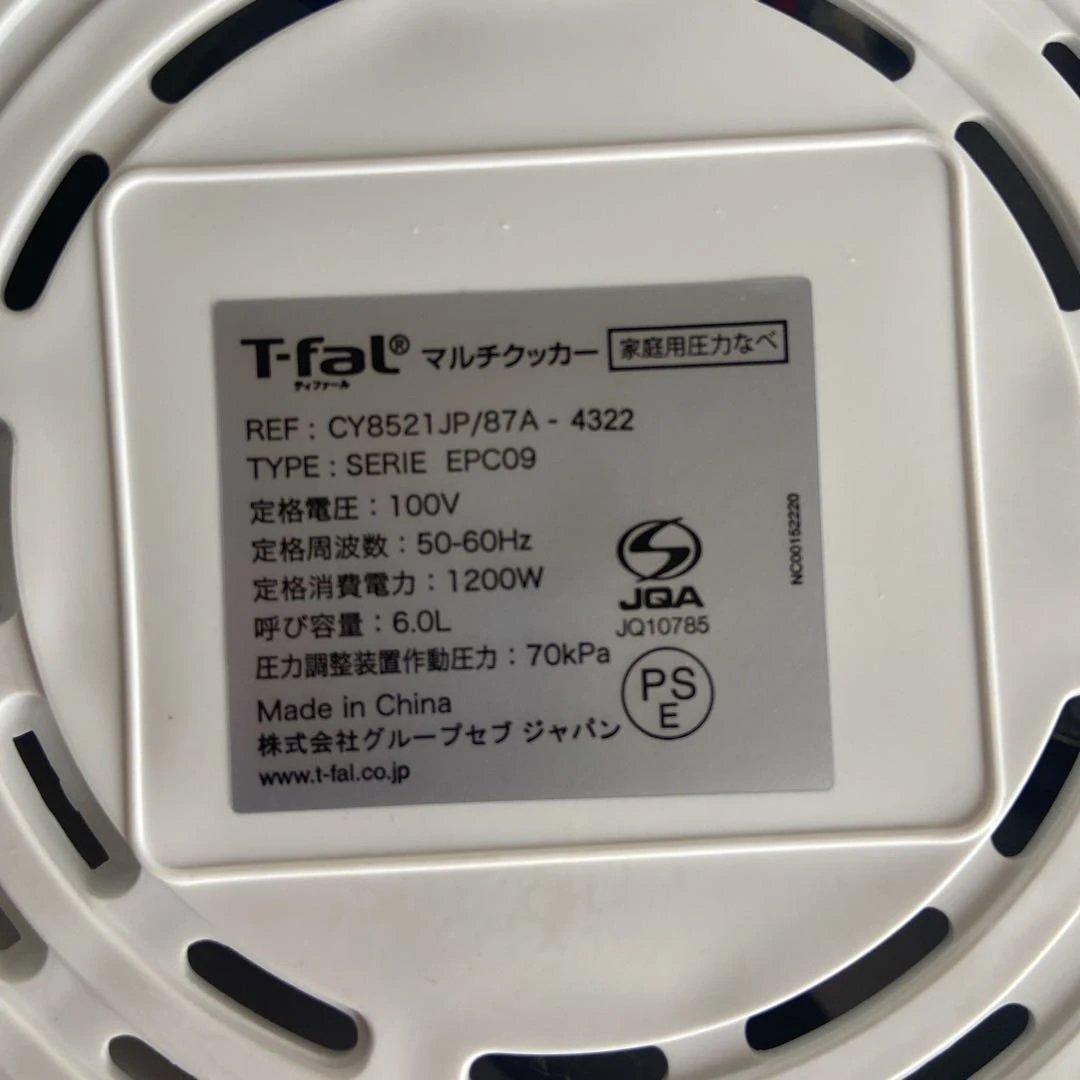 T-fal® マルチクッカー 家庭用圧力なべ
ティファール
REF : CY8521JP/87A - 4322
TYPE : SERIE EPC09
定格電圧 : 100V
定格周波数 : 50-60Hz
定格消費電力 : 1200W
呼び容量 : 6.0L
圧力調整装置作動圧力 : 70kPa
Made in China
株式会社グループセブ ジャパン
www.t-fal.co.jp
S
JQA
JQ10785
PS
E
NC00152220